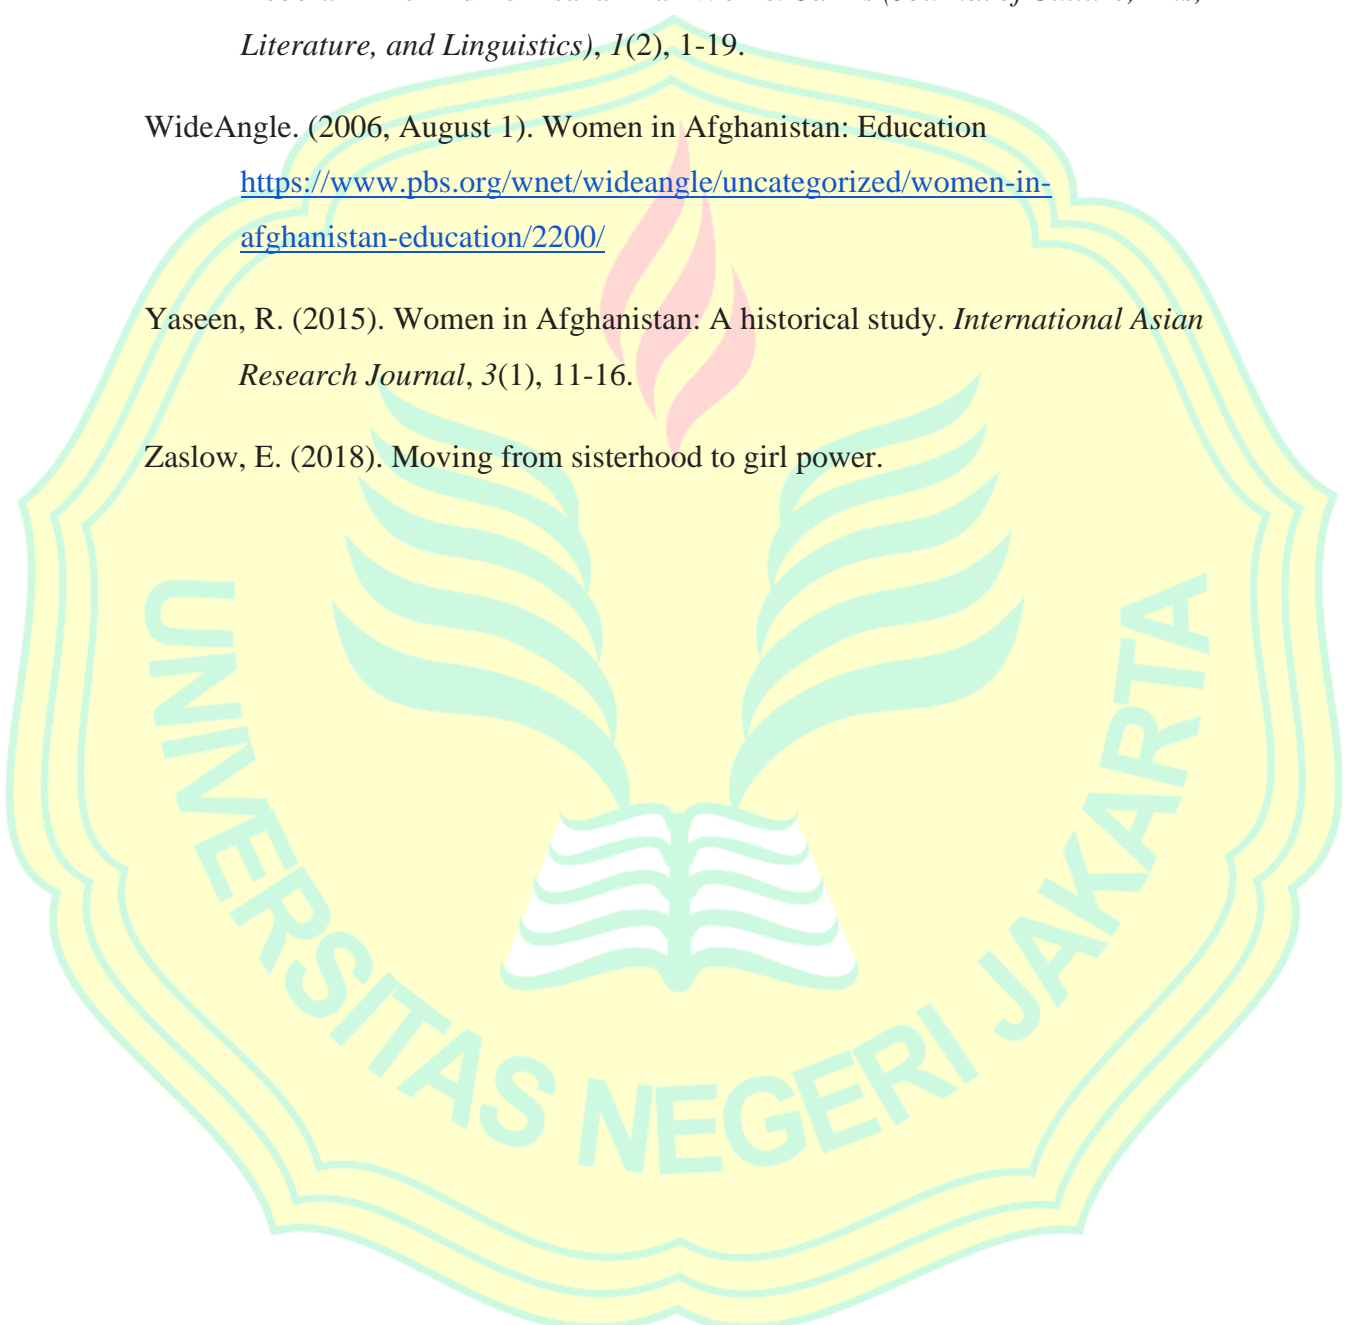 Literature, and Linguistics), 1(2), 1-19.
WideAngle. (2006, August 1). Women in Afghanistan: Education
https://www.pbs.org/wnet/wideangle/uncategorized/women-in-
afghanistan-education/2200/
Yaseen, R. (2015). Women in Afghanistan: A historical study. International Asian
Research Journal, 3(1), 11-16.
Zaslow, E. (2018). Moving from sisterhood to girl power.
UNIVERSITAS NEGERI JAKARTA